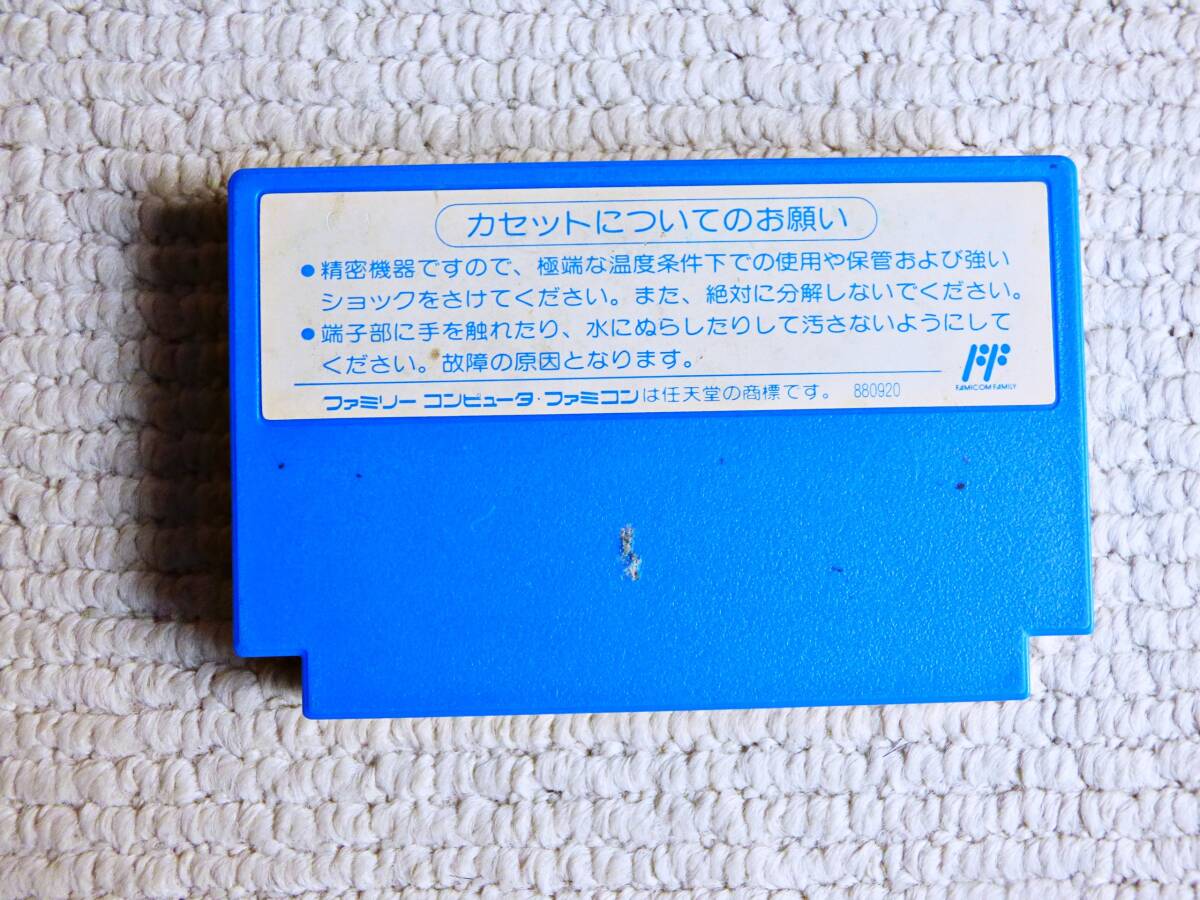 カセットについてのお願い
●精密機器ですので、極端な温度条件下での使用や保管および強い
ショックをさけてください。また、絶対に分解しないでください。
●端子部に手を触れたり、水にぬらしたりして汚さないようにして
ください。故障の原因となります。
FAMICOM FAMILY
ファミリー コンピュータ・ファミコンは任天堂の商標です。 880920